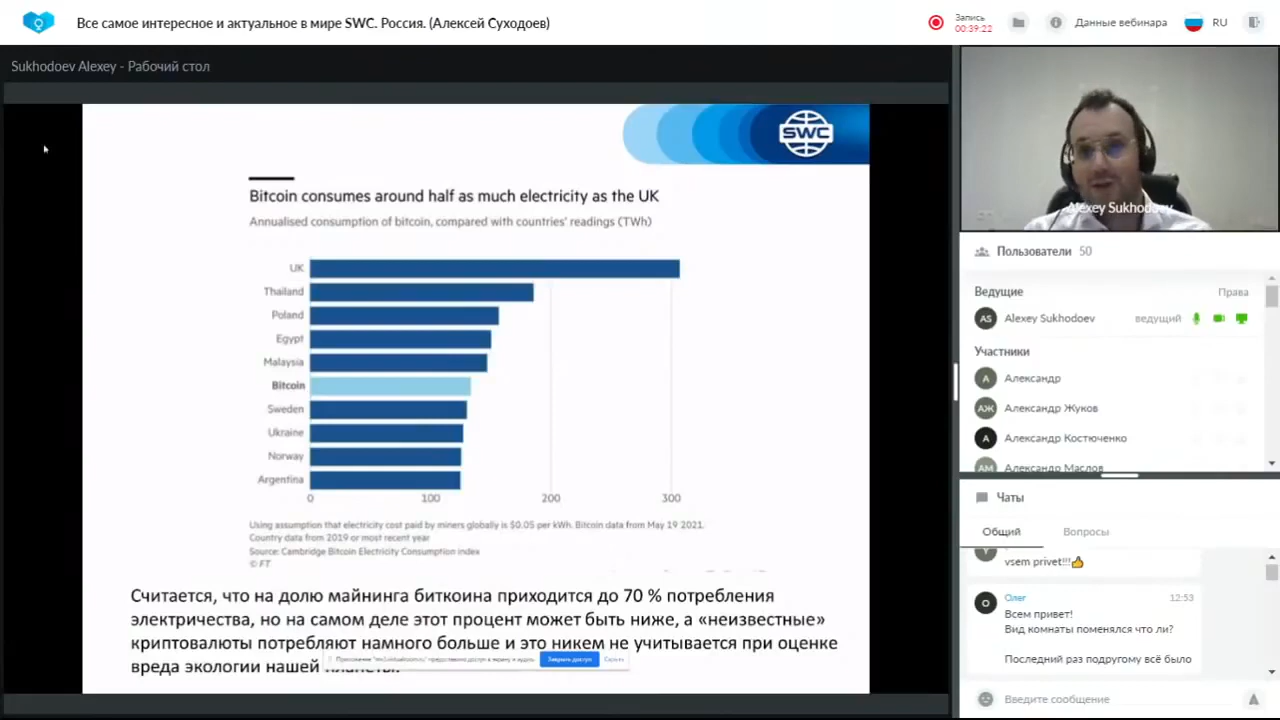 Все самое интересное и актуальное в мире SWC. Россия. (Алексей Суходоев)
Запись
00:39:22
Данные вебинара
RU
Sukhodoev Alexey - Рабочий стол
SWC
Bitcoin consumes around half as much electricity as the UK
Annualised consumption of bitcoin, compared with countries' readings (TWh)
UK
Thailand
Poland
Egypt
Malaysia
Bitcoin
Sweden
Ukraine
Norway
Argentina
0 100 200 300
Using assumption that electricity cost paid by miners globally is $0.05 per kWh. Bitcoin data from May 19 2021.
Country data from 2019 or most recent year
Source: Cambridge Bitcoin Electricity Consumption index
© FT
Считается, что на долю майнинга биткоина приходится до 70 % потребления
электричества, но на самом деле этот процент может быть ниже, а «неизвестные»
криптовалюты потребляют намного больше и это никем не учитывается при оценке
вреда экологии нашей планеты.
Закрыть доступ
Скрыть
Alexey Sukhodoev
Пользователи 50
Ведущие Права
AS Alexey Sukhodoev ведущий
Участники
А Александр
АЖ Александр Жуков
А Александр Костюченко
АМ Александр Маслов
Чаты
Общий Вопросы
vsem privet!!!👍
О Олег 12:53
Всем привет!
Вид комнаты поменялся что ли?
Последний раз подругому всё было
Введите сообщение